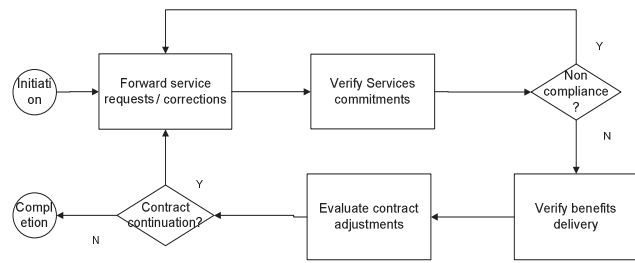 Y
Initiati
on
Forward service
requests / corrections
Verify Services
commitments
Non
compliance
?
N
Y
Compl
etion
Contract
continuation?
Evaluate contract
adjustments
Verify benefits
delivery
N